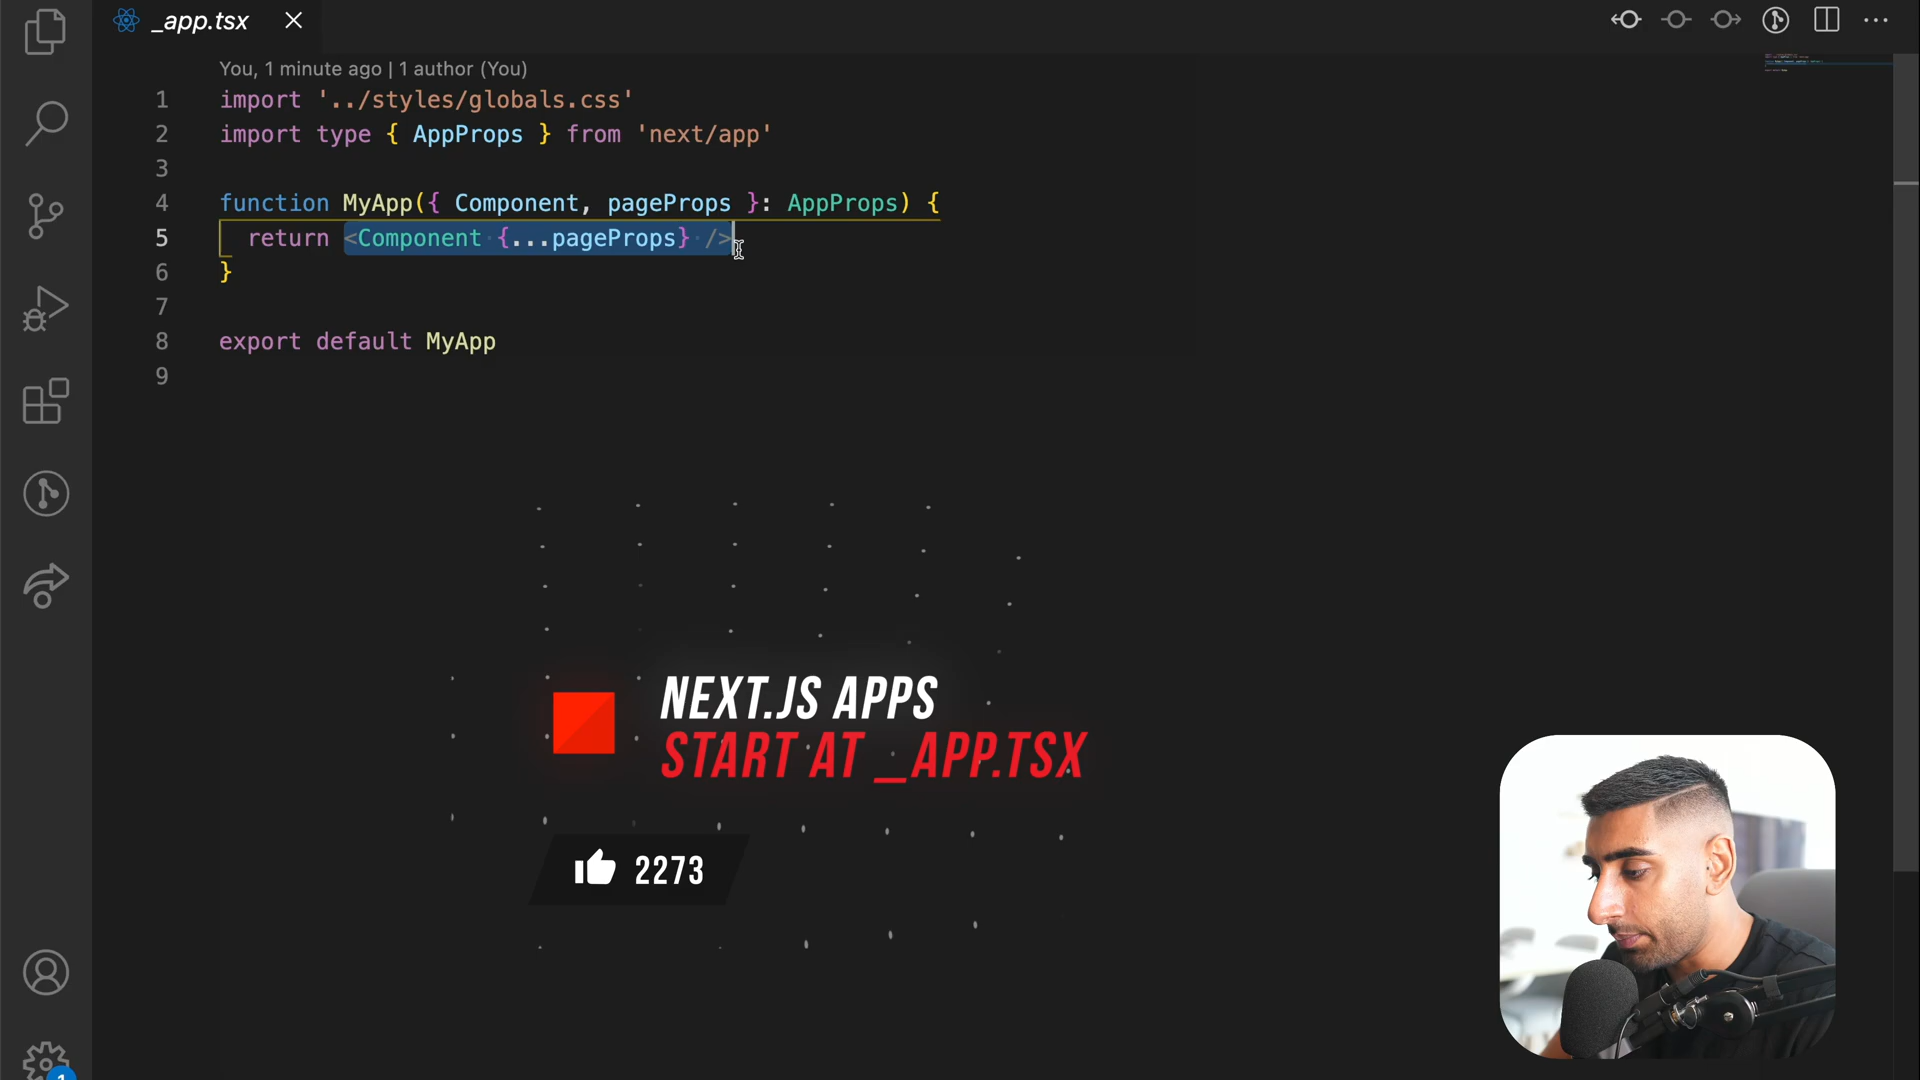 _app.tsx
You, 1 minute ago | 1 author (You)
1 import '../styles/globals.css'
2 import type { AppProps } from 'next/app'
3
4 function MyApp({ Component, pageProps }: AppProps) {
5 return <Component {...pageProps} />
6 }
7
8 export default MyApp
9
NEXT.JS APPS
START AT _APP.TSX
2273
1